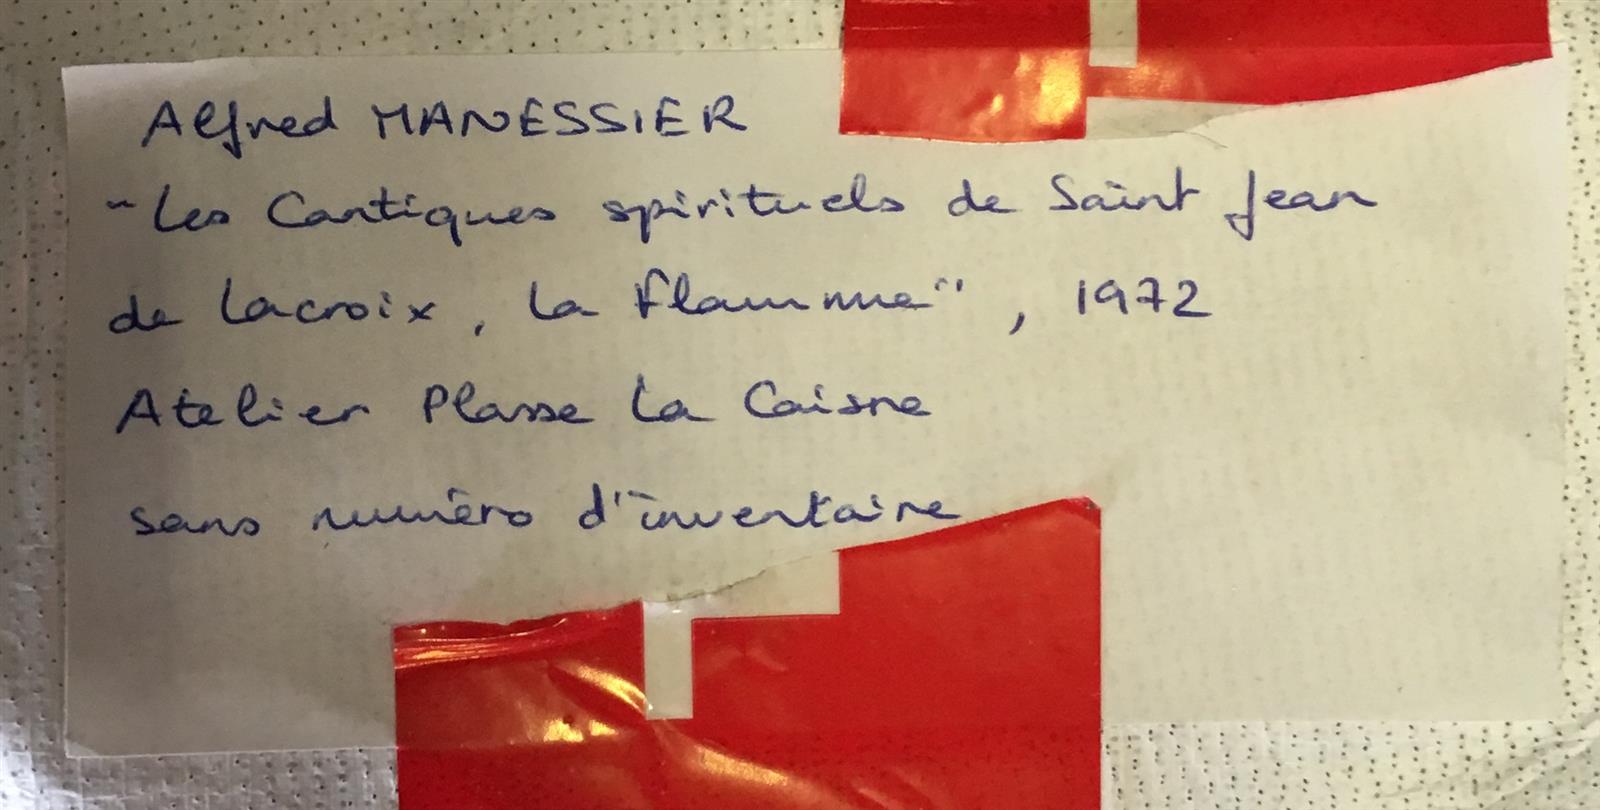 Alfred MANESSIER
"Les Cantiques spirituels de Saint Jean
de Lacroix, la flamme", 1972
Atelier Plasse La Caisne
sans numéro d'inventaire